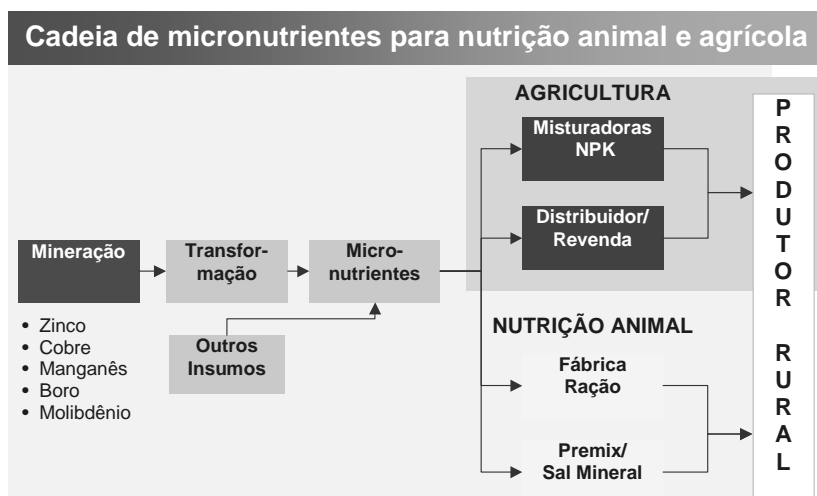 Cadeia de micronutrientes para nutrição animal e agrícola
AGRICULTURA
Misturadoras
NPK
Distribuidor/
Revenda
Mineração
Transfor-
mação
Micro-
nutrientes
• Zinco
• Cobre
• Manganês
• Boro
• Molibdênio
Outros
Insumos
NUTRIÇÃO ANIMAL
Fábrica
Ração
Premix/
Sal Mineral
P
R
O
D
U
T
O
R
R
U
R
A
L